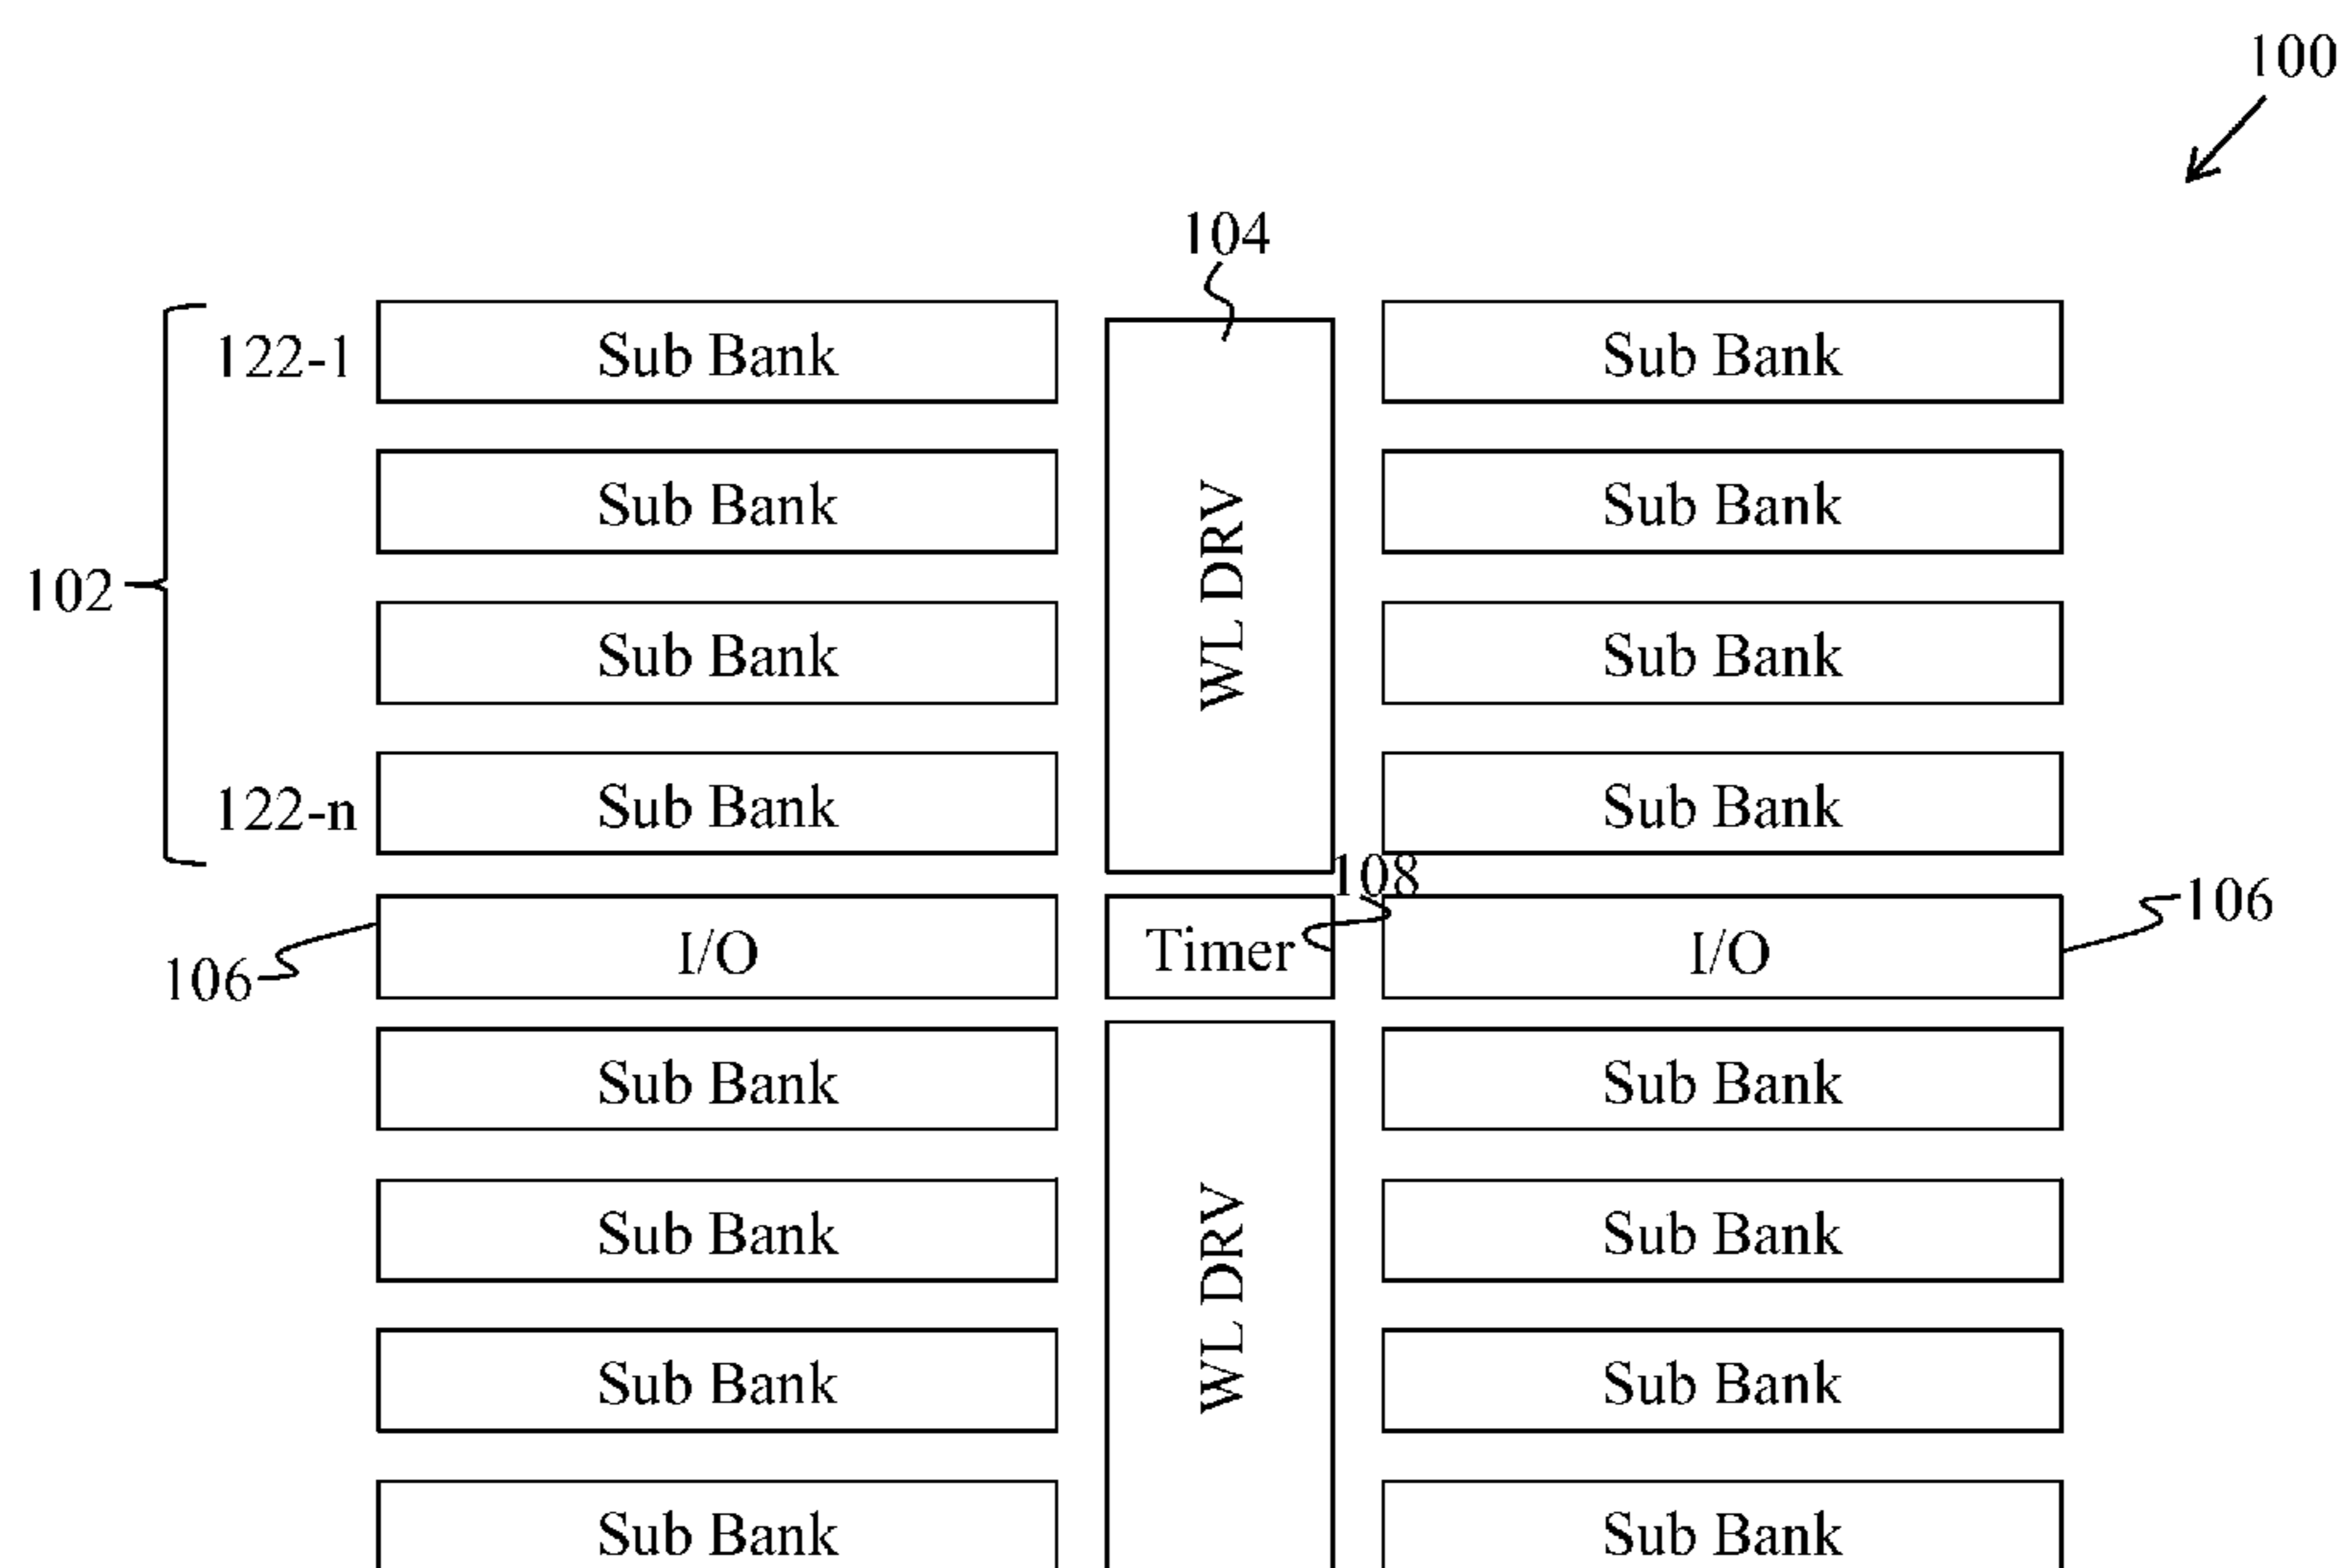 100
104
122-1 Sub Bank Sub Bank
Sub Bank WL DRV Sub Bank
102 Sub Bank Sub Bank
122-n Sub Bank Sub Bank
108
106 I/O Timer I/O 106
Sub Bank Sub Bank
Sub Bank WL DRV Sub Bank
Sub Bank Sub Bank
Sub Bank Sub Bank